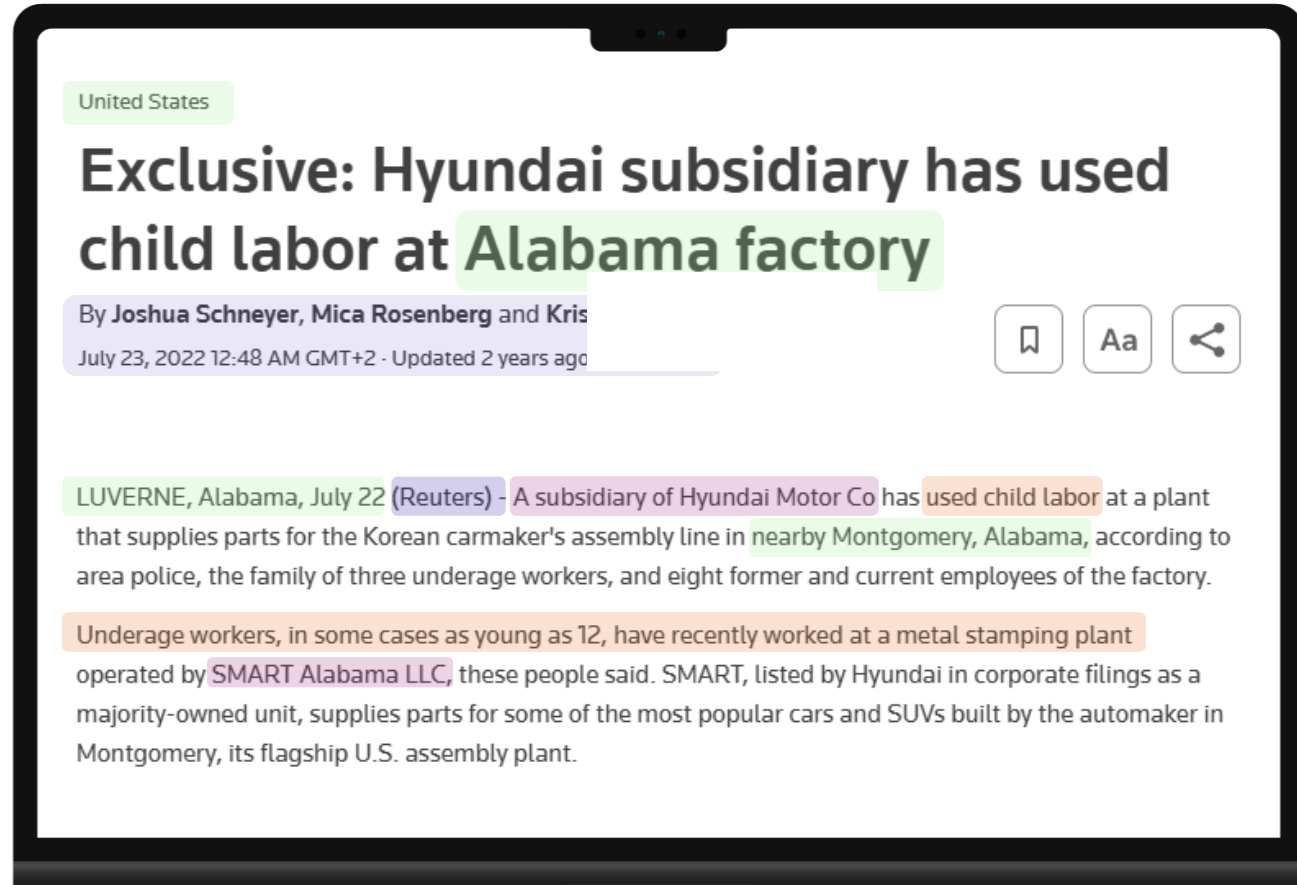 United States
Exclusive: Hyundai subsidiary has used
child labor at Alabama factory
By Joshua Schneyer, Mica Rosenberg and Kris
July 23, 2022 12:48 AM GMT+2 · Updated 2 years ago
Aa
LUVERNE, Alabama, July 22 (Reuters) - A subsidiary of Hyundai Motor Co has used child labor at a plant
that supplies parts for the Korean carmaker's assembly line in nearby Montgomery, Alabama, according to
area police, the family of three underage workers, and eight former and current employees of the factory.
Underage workers, in some cases as young as 12, have recently worked at a metal stamping plant
operated by SMART Alabama LLC, these people said. SMART, listed by Hyundai in corporate filings as a
majority-owned unit, supplies parts for some of the most popular cars and SUVs built by the automaker in
Montgomery, its flagship U.S. assembly plant.